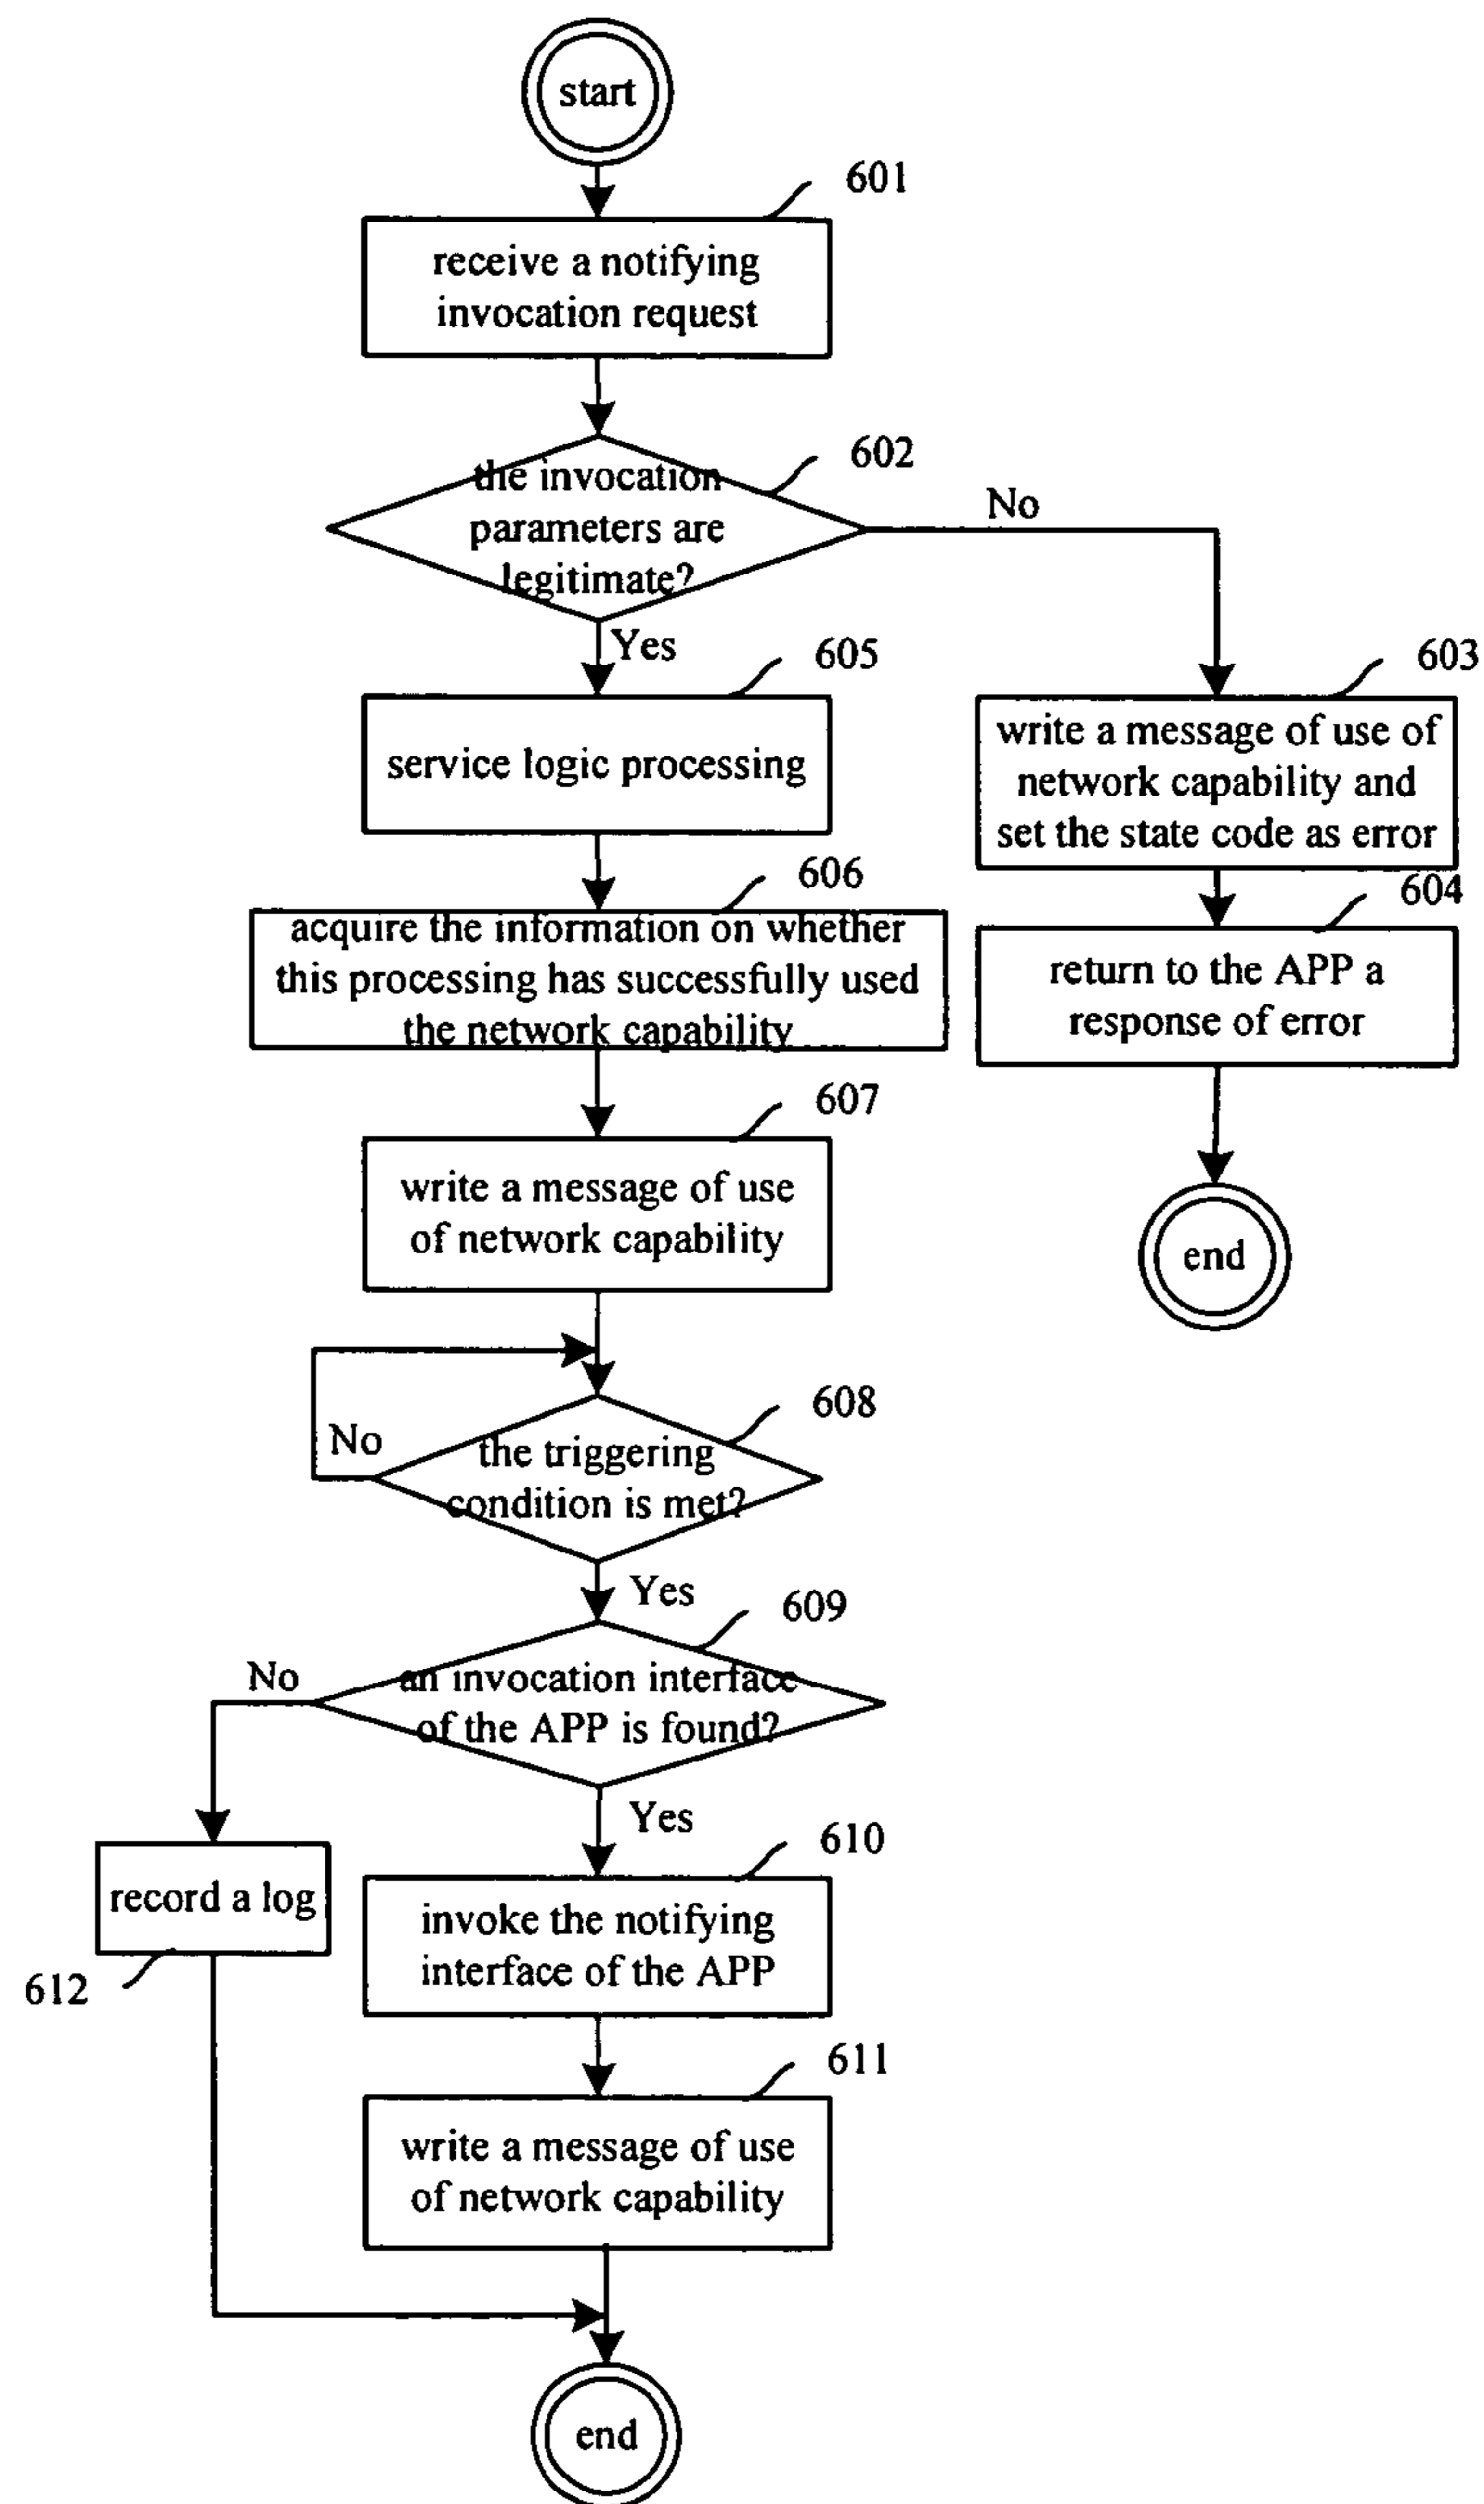 start
601
receive a notifying
invocation request
602
the invocation
parameters are
legitimate?
No
Yes
605
service logic processing
603
write a message of use of
network capability and
set the state code as error
606
acquire the information on whether
this processing has successfully used
the network capability
604
return to the APP a
response of error
607
write a message of use
of network capability
end
608
the triggering
condition is met?
No
Yes
609
an invocation interface
of the APP is found?
No
Yes
610
record a log
612
invoke the notifying
interface of the APP
611
write a message of use
of network capability
end